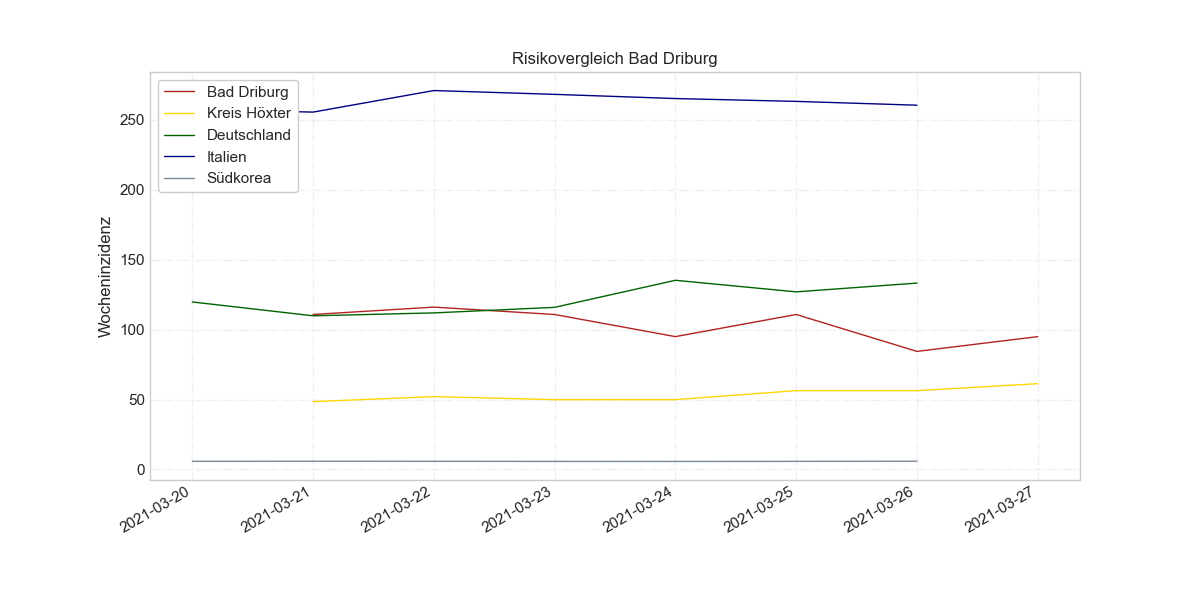 Risikovergleich Bad Driburg
Bad Driburg
Kreis Höxter
Deutschland
Italien
Südkorea
Wocheninzidenz
250
200
150
100
50
0
2021-03-20
2021-03-21
2021-03-22
2021-03-23
2021-03-24
2021-03-25
2021-03-26
2021-03-27